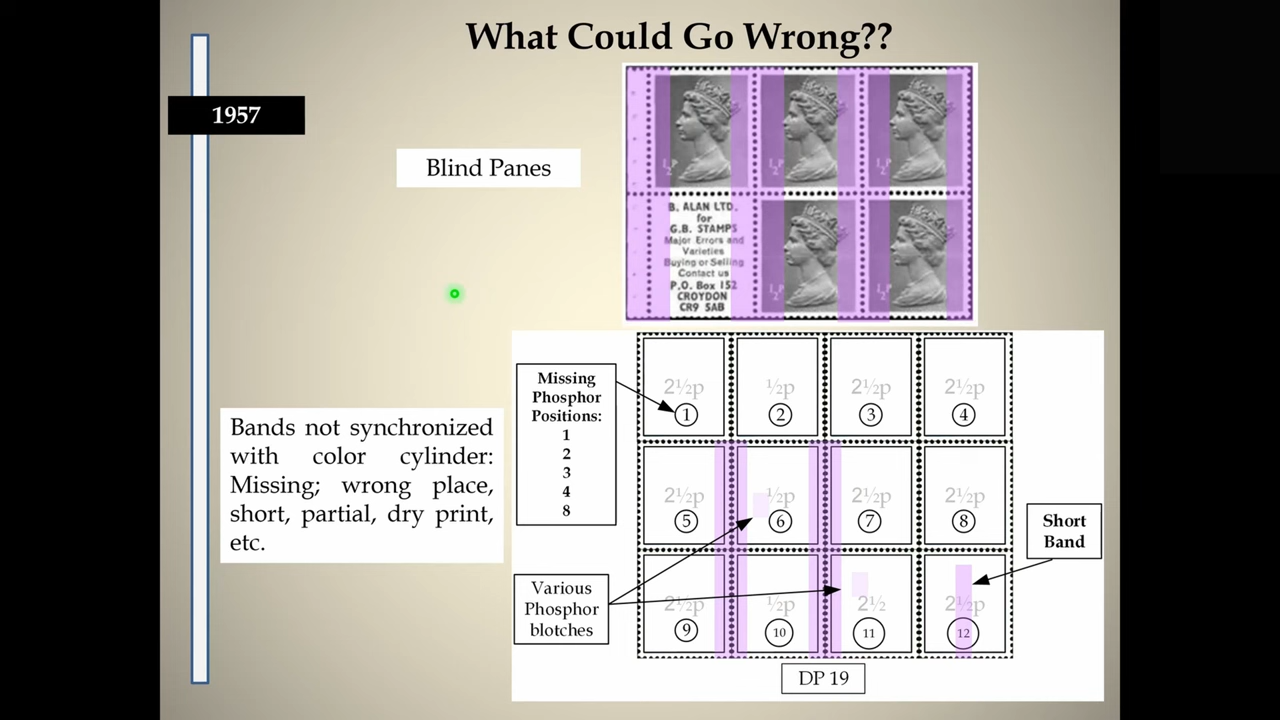 What Could Go Wrong??
1957
Blind Panes
½P
½P
½P
B. ALAN LTD.
for
G.B. STAMPS
Major Errors and
Varieties
Buying or Selling
Contact us
P.O. Box 152
CROYDON
CR9 5AB
½P
½P
Bands not synchronized
with color cylinder:
Missing; wrong place,
short, partial, dry print,
etc.
Missing
Phosphor
Positions:
1
2
3
4
8
2½p
½p
2½p
2½p
1
2
3
4
2½p
½p
2½p
2½p
5
6
7
8
Short
Band
Various
Phosphor
blotches
2½p
½p
2½
2½p
9
10
11
12
DP 19